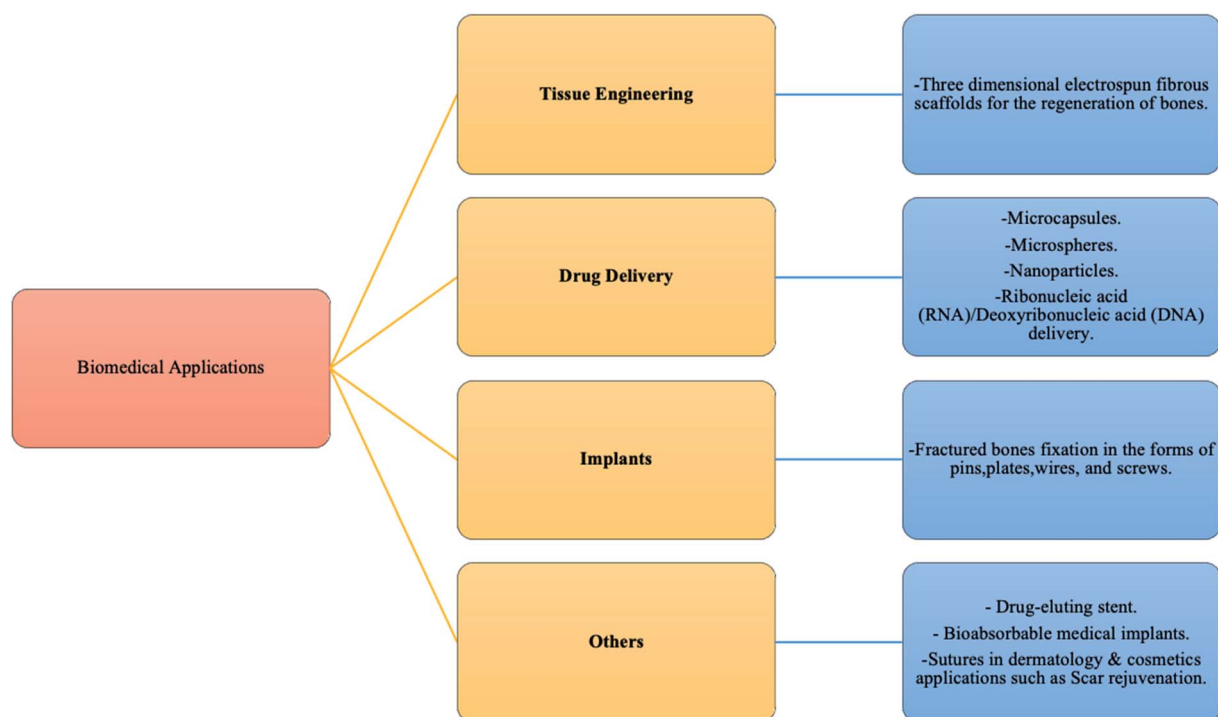 Tissue Engineering
-Three dimensional electrospun fibrous
scaffolds for the regeneration of bones.
Drug Delivery
-Microcapsules.
-Microspheres.
-Nanoparticles.
-Ribonucleic acid
(RNA)/Deoxyribonucleic acid (DNA)
delivery.
Biomedical Applications
Implants
-Fractured bones fixation in the forms of
pins,plates,wires, and screws.
Others
- Drug-eluting stent.
- Bioabsorbable medical implants.
-Sutures in dermatology & cosmetics
applications such as Scar rejuvenation.